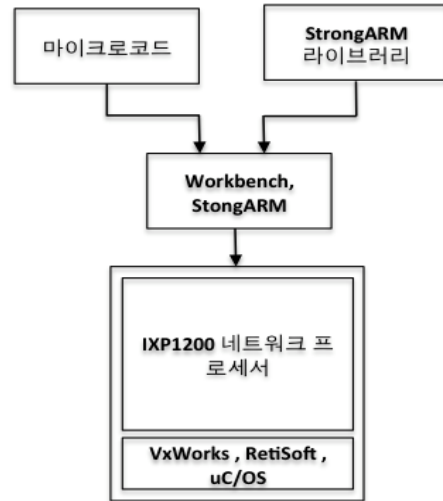 마이크로코드
StrongARM
라이브러리
Workbench,
StongARM
IXP1200 네트워크 프
로세서
VxWorks , RetiSoft ,
uC/OS